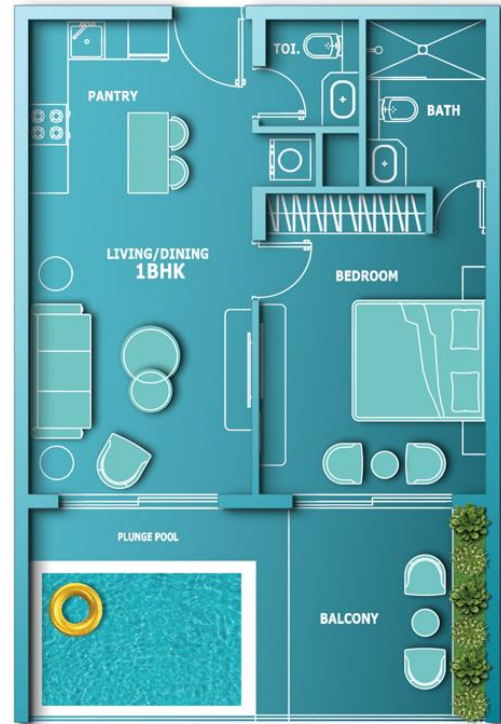 TOI.
PANTRY
BATH
LIVING/DINING
1BHK
BEDROOM
PLUNGE POOL
BALCONY